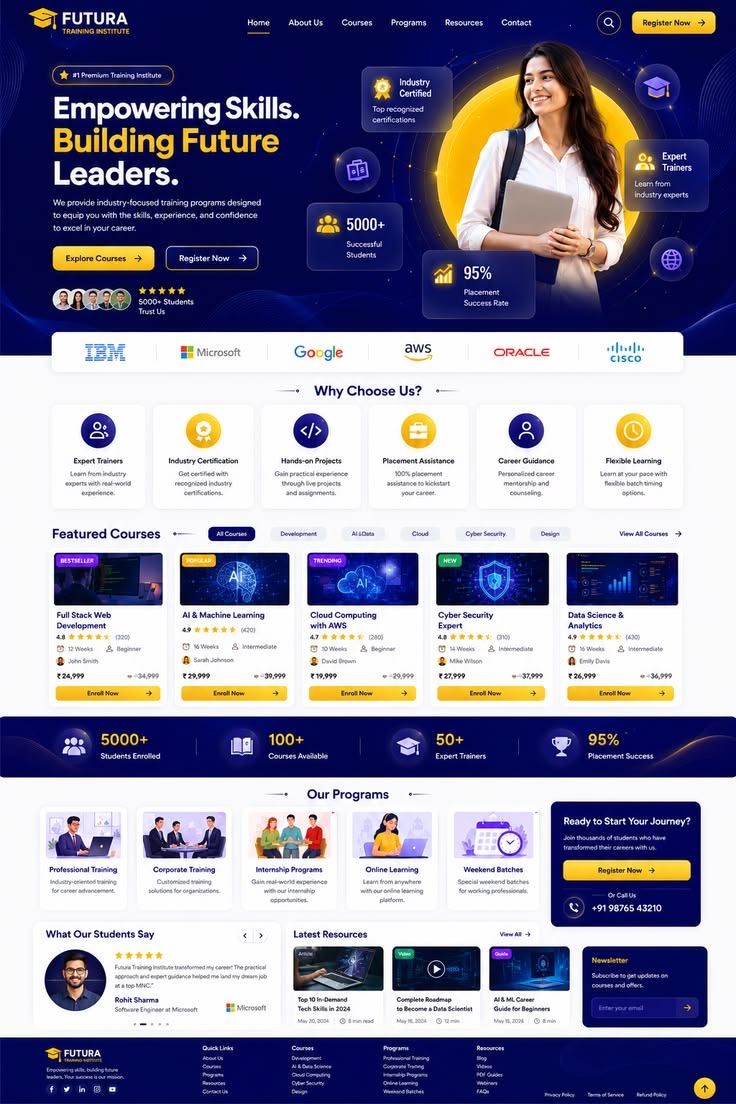 FUTURA
TRAINING INSTITUTE
Home
About Us
Courses
Programs
Resources
Contact
Register Now
#1 Premium Training Institute
Empowering Skills.
Building Future
Leaders.
We provide industry-focused training programs designed
to equip you with the skills, experience, and confidence
to excel in your career.
Explore Courses
Register Now
5000+ Students
Trust Us
Industry
Certified
Top recognized
certifications
5000+
Successful
Students
95%
Placement
Success Rate
Expert
Trainers
Learn from
industry experts
IBM
Microsoft
Google
aws
ORACLE
CISCO
Why Choose Us?
Expert Trainers
Learn from industry
experts with real-world
experience.
Industry Certification
Get certified with
recognized industry
certifications.
Hands-on Projects
Gain practical experience
through live projects
and assignments.
Placement Assistance
100% placement
assistance to kickstart
your career.
Career Guidance
Personalized career
mentorship and
counseling.
Flexible Learning
Learn at your pace with
flexible batch timing
options.
Featured Courses
All Courses
Development
AI&Data
Cloud
Cyber Security
Design
View All Courses
BESTSELLER
Full Stack Web
Development
4.8 (320)
12 Weeks
Beginner
John Smith
₹ 24,999
34,999
Enroll Now
POPULAR
AI
AI & Machine Learning
4.9 (420)
16 Weeks
Intermediate
Sarah Johnson
₹ 29,999
39,999
Enroll Now
TRENDING
AI
Cloud Computing
with AWS
4.7 (280)
10 Weeks
Intermediate
David Brown
₹ 19,999
29,999
Enroll Now
NEW
Cyber Security
Expert
4.8 (310)
14 Weeks
Intermediate
Mike Wilson
₹ 27,999
37,999
Enroll Now
Data Science &
Analytics
4.9 (430)
16 Weeks
Intermediate
Emily Davis
₹ 26,999
36,999
Enroll Now
5000+
Students Enrolled
100+
Courses Available
50+
Expert Trainers
95%
Placement Success
Our Programs
Professional Training
Industry-oriented training
for career advancement.
Corporate Training
Customized training
solutions for organizations.
Internship Programs
Gain real-world experience
with our internship
opportunities.
Online Learning
Learn from anywhere
with our online learning
platform.
Weekend Batches
Special weekend batches
for working professionals.
Ready to Start Your Journey?
Join thousands of students who have
transformed their careers with us.
Register Now
Or Call Us
+91 98765 43210
What Our Students Say
Futura Training Institute transformed my career! The practical
approach and expert guidance helped me land my dream job
at a top MNC."
Rohit Sharma
Software Engineer at Microsoft
Microsoft
Latest Resources
View All
Article
Top 10 In-Demand
Tech Skills in 2024
May 20, 2024
8 min read
Video
Complete Roadmap
to Become a Data Scientist
May 18, 2024
12 min
Guide
AI & ML Career
Guide for Beginners
May 15, 2024
8 min
Newsletter
Subscribe to get updates on
courses and offers.
Enter your email
FUTURA
TRAINING INSTITUTE
Empowering skills, building future
leaders. Your success is our mission.
Quick Links
About Us
Courses
Programs
Resources
Contact Us
Courses
Development
AI & Data Science
Cloud Computing
Cyber Security
Design
Programs
Professional Training
Corporate Training
Internship Programs
Online Learning
Weekend Batches
Resources
Blog
Videos
PDF Guides
Webinars
FAQs
Privacy Policy
Terms of Service
Refund Policy